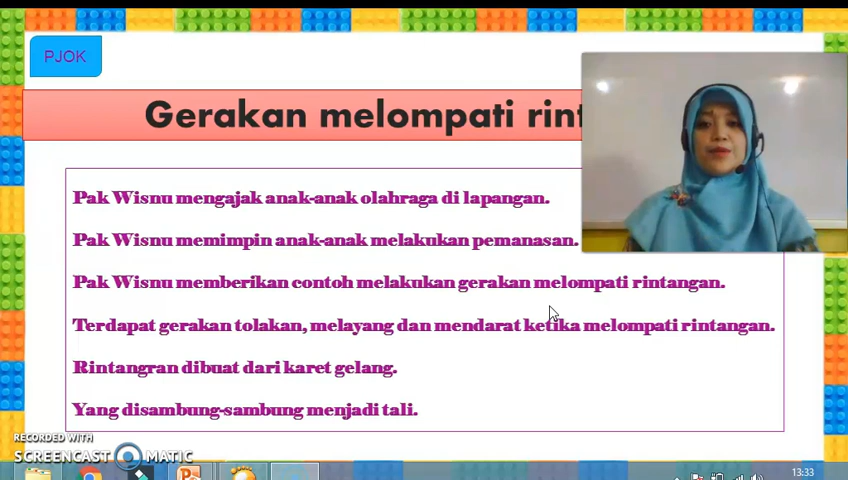 PJOK
Gerakan melompati
Pak Wisnu mengajak anak-anak olahraga di lapangan.
Pak Wisnu memimpin anak-anak melakukan pemanasan.
Pak Wisnu memberikan contoh melakukan gerakan melompati rintangan.
Terdapat gerakan tolakan, melayang dan mendarat ketika melompati rintangan.
Rintangran dibuat dari karet gelang.
Yang disambung-sambung menjadi tali.
RECORDED WITH
SCREENCAST MATIC
13:33